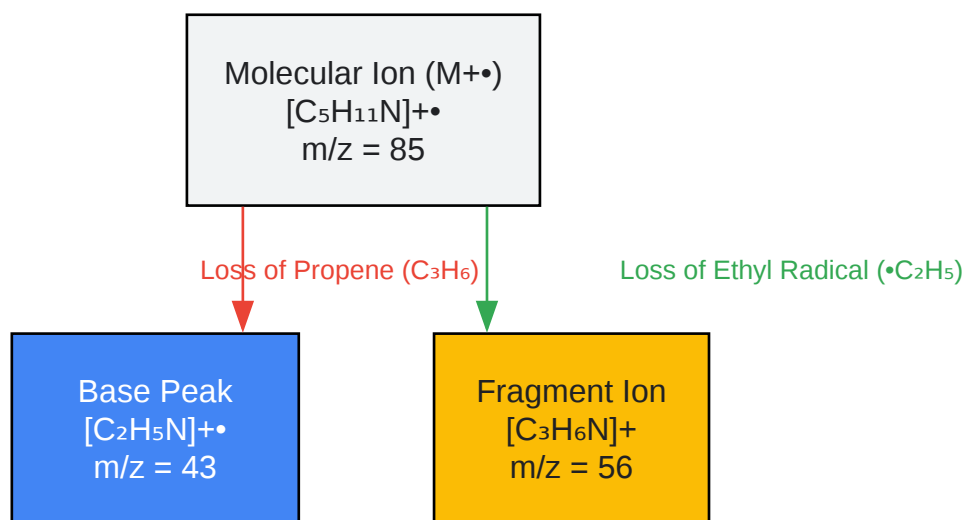 Molecular Ion (M+•)
[C₅H₁₁N]+•
m/z = 85
Loss of Propene (C₃H₆)
Loss of Ethyl Radical (•C₂H₅)
Base Peak
[C₂H₅N]+•
m/z = 43
Fragment Ion
[C₃H₆N]+
m/z = 56